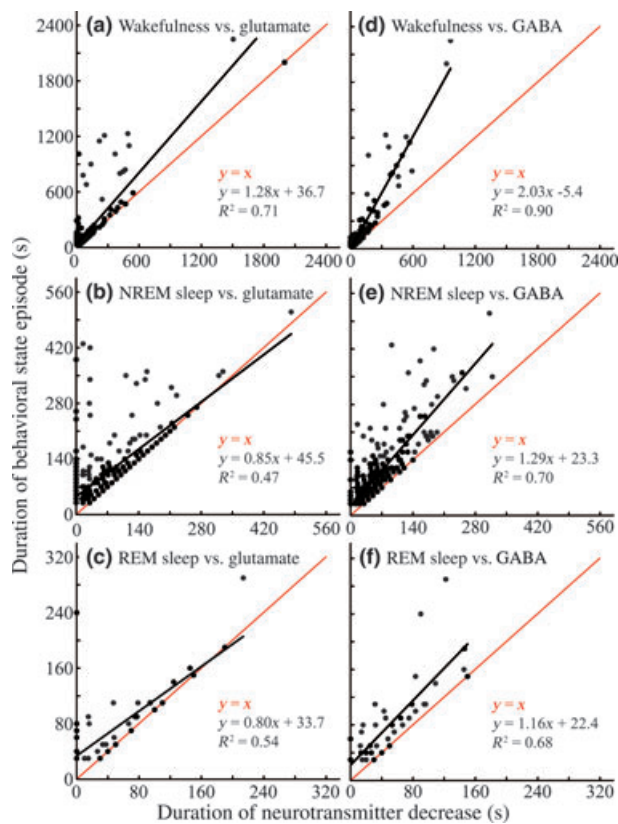 (a) Wakefulness vs. glutamate
(d) Wakefulness vs. GABA
2400
1800
1200
600
0
y = x
y = 1.28x + 36.7
R² = 0.71
y = x
y = 2.03x -5.4
R² = 0.90
0 600 1200 1800 2400
0 600 1200 1800 2400
Duration of behavioral state episode (s)
(b) NREM sleep vs. glutamate
(e) NREM sleep vs. GABA
560
420
280
140
0
y = x
y = 0.85x + 45.5
R² = 0.47
y = x
y = 1.29x + 23.3
R² = 0.70
0 140 280 420 560
0 140 280 420 560
(c) REM sleep vs. glutamate
(f) REM sleep vs. GABA
320
240
160
80
0
y = x
y = 0.80x + 33.7
R² = 0.54
y = x
y = 1.16x + 22.4
R² = 0.68
0 80 160 240 320
0 80 160 240 320
Duration of neurotransmitter decrease (s)